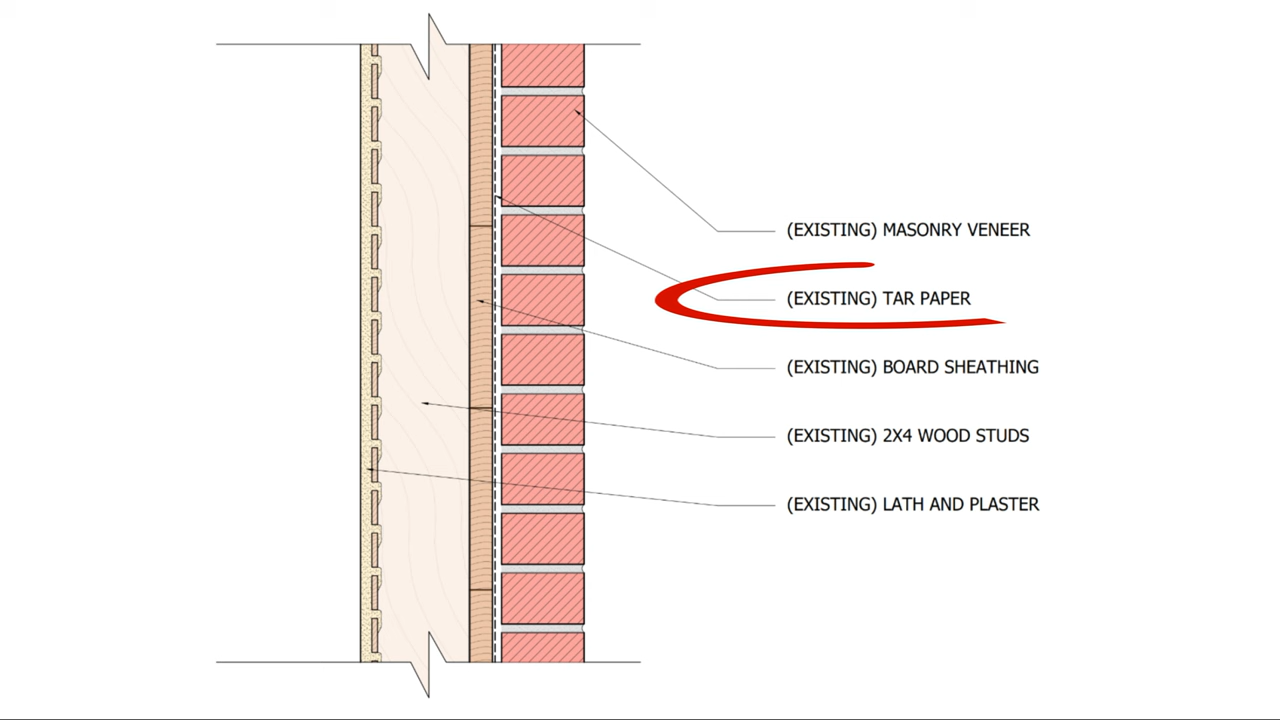 (EXISTING) MASONRY VENEER
(EXISTING) TAR PAPER
(EXISTING) BOARD SHEATHING
(EXISTING) 2X4 WOOD STUDS
(EXISTING) LATH AND PLASTER